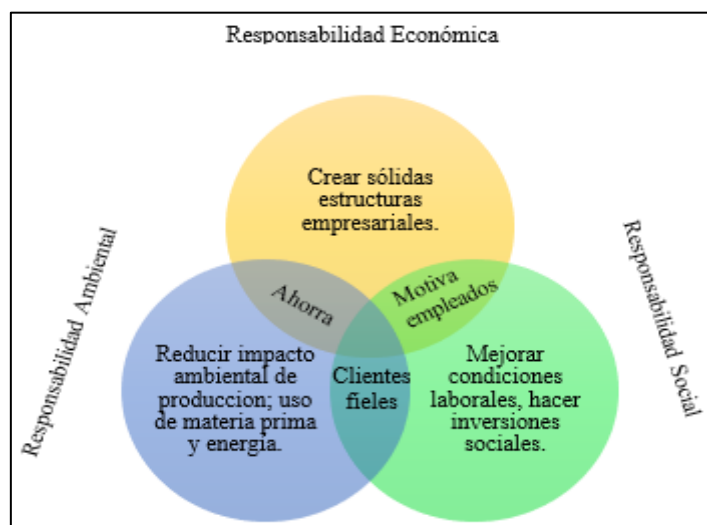 Responsabilidad Económica
Crear sólidas
estructuras
empresariales.
Responsabilidad Ambiental
Responsabilidad Social
Ahorra
Motiva
empleados
Reducir impacto
ambiental de
produccion; uso
de materia prima
y energía.
Clientes
fieles
Mejorar
condiciones
laborales, hacer
inversiones
sociales.